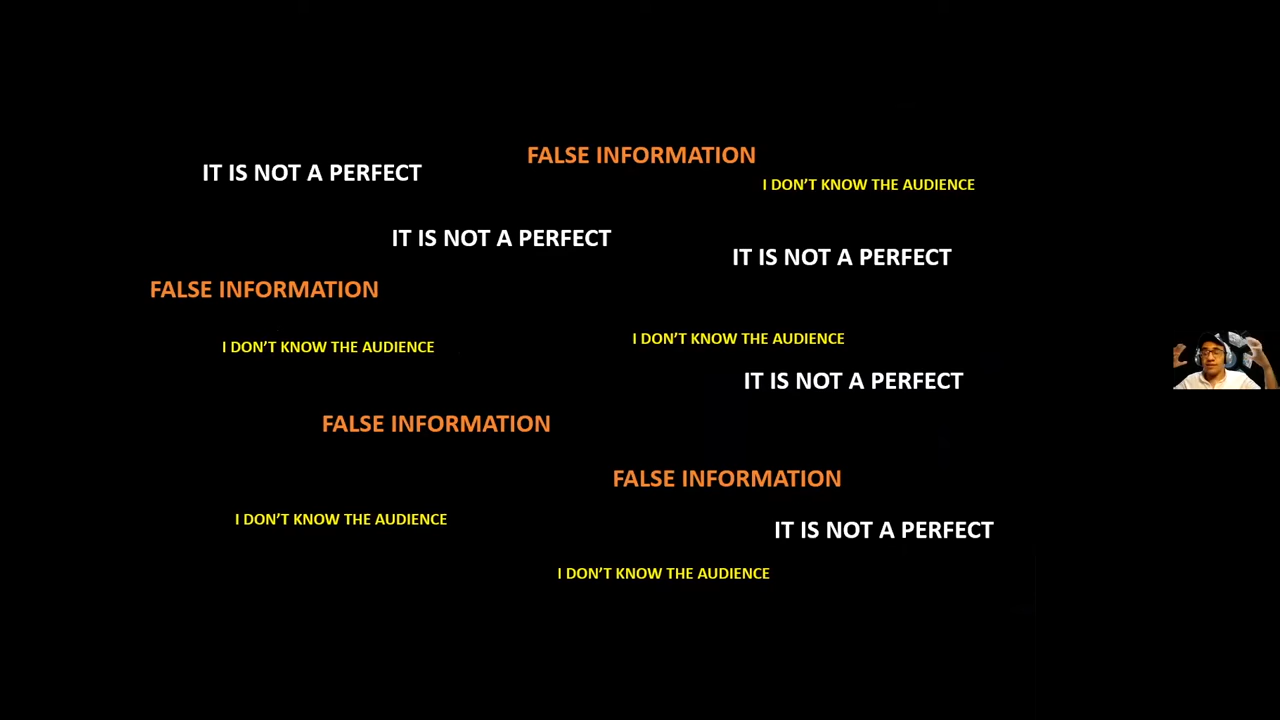 FALSE INFORMATION
IT IS NOT A PERFECT
I DON'T KNOW THE AUDIENCE
IT IS NOT A PERFECT
IT IS NOT A PERFECT
FALSE INFORMATION
I DON'T KNOW THE AUDIENCE
I DON'T KNOW THE AUDIENCE
IT IS NOT A PERFECT
FALSE INFORMATION
FALSE INFORMATION
I DON'T KNOW THE AUDIENCE
IT IS NOT A PERFECT
I DON'T KNOW THE AUDIENCE